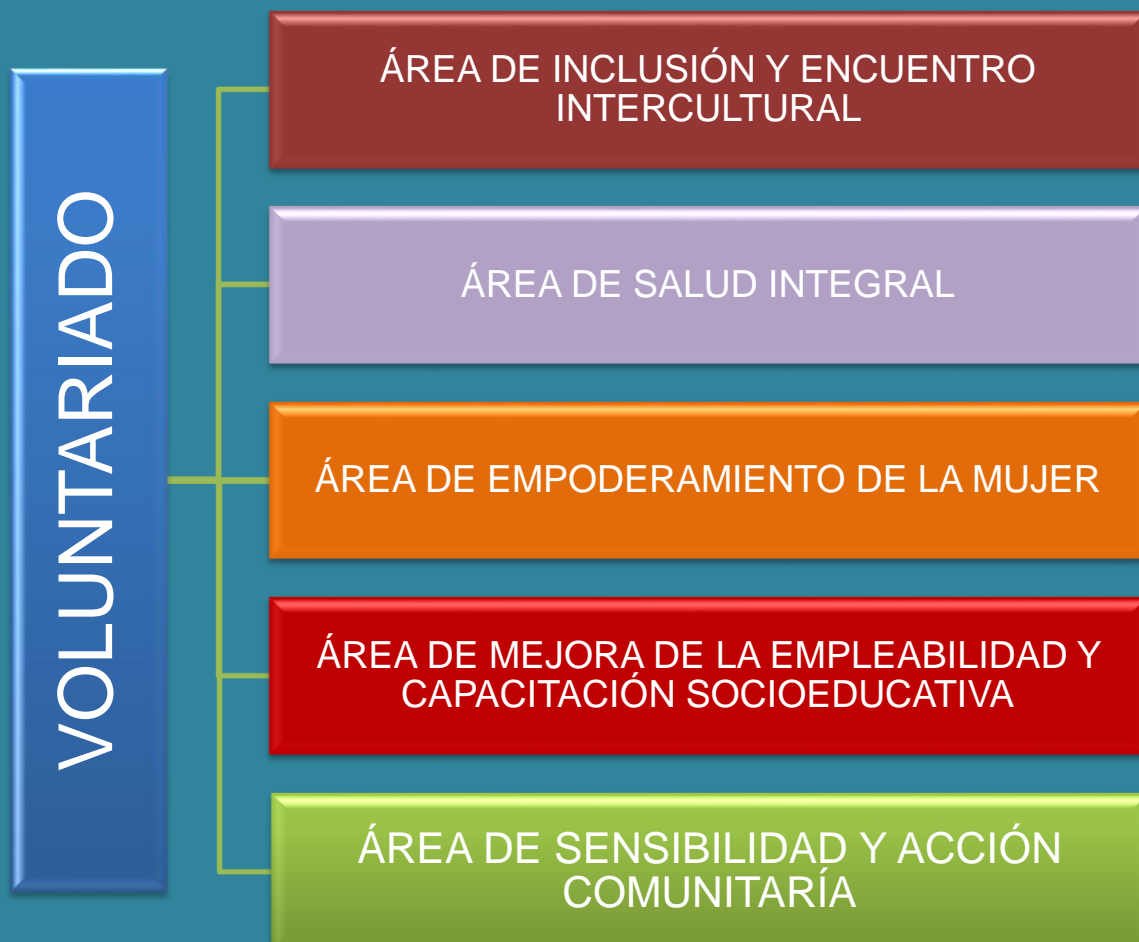 VOLUNTARIADO
ÁREA DE INCLUSIÓN Y ENCUENTRO
INTERCULTURAL
ÁREA DE SALUD INTEGRAL
ÁREA DE EMPODERAMIENTO DE LA MUJER
ÁREA DE MEJORA DE LA EMPLEABILIDAD Y
CAPACITACIÓN SOCIOEDUCATIVA
ÁREA DE SENSIBILIDAD Y ACCIÓN
COMUNITARÍA